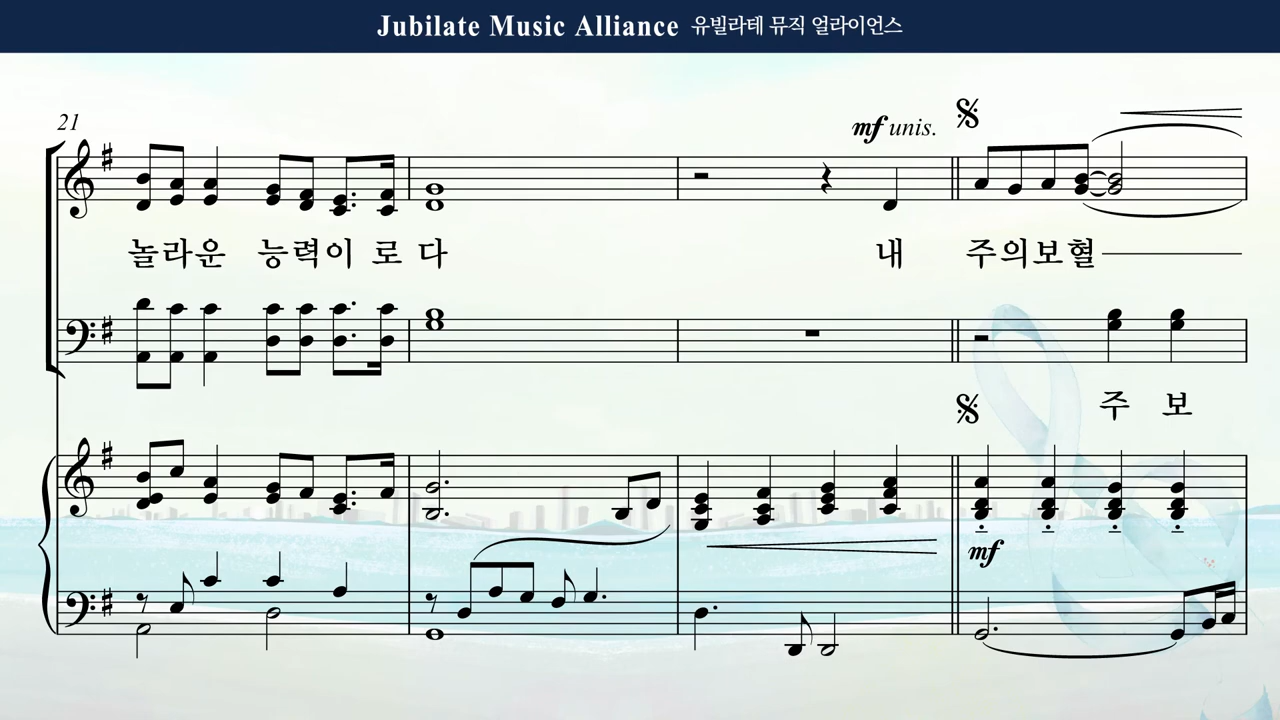 Jubilate Music Alliance 유빌라테 뮤직 얼라이언스
21
mf unis.
놀라운 능력이 로 다 내 주의보혈
주 보
mf